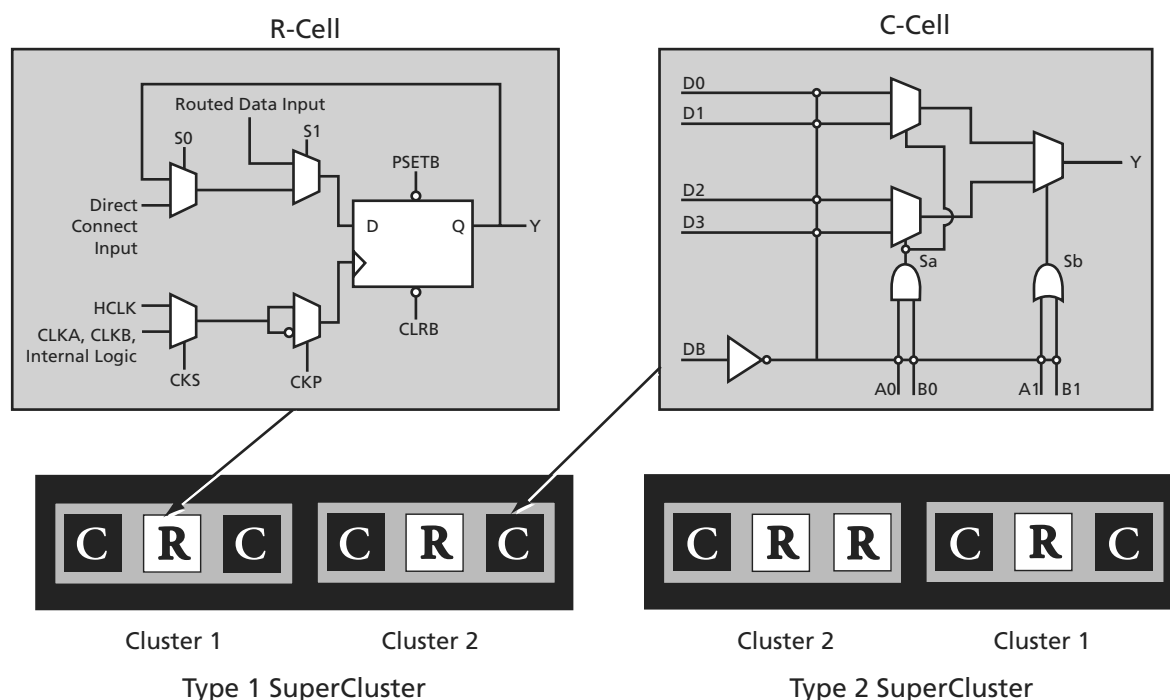 R-Cell
Routed Data Input
S0
S1
PSETB
Direct
Connect
Input
D
Q
Y
HCLK
CLKA, CLKB,
Internal Logic
CKS
CKP
CLRB
C-Cell
D0
D1
D2
D3
Sa
Sb
Y
DB
A0
B0
A1
B1
C R C
C R C
Cluster 1
Cluster 2
Type 1 SuperCluster
C R R
C R C
Cluster 2
Cluster 1
Type 2 SuperCluster